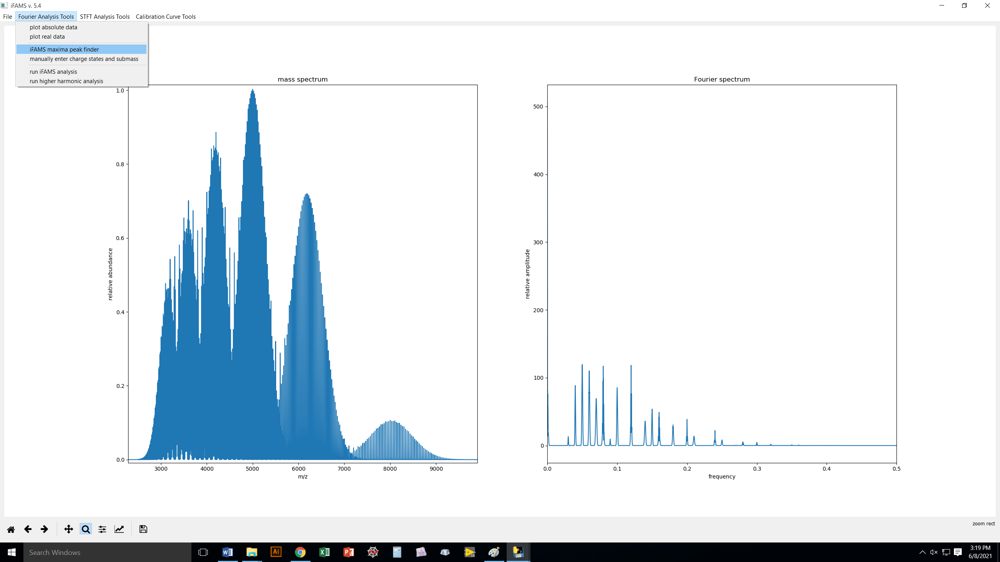 iFAMS v. 5.4
File Fourier Analysis Tools STFT Analysis Tools Calibration Curve Tools
plot absolute data
plot real data
iFAMS maxima peak finder
manually enter charge states and submass
run iFAMS analysis
run higher harmonic analysis
mass spectrum
1.0
0.8
0.6
0.4
0.2
0.0
relative abundance
3000 4000 5000 6000 7000 8000 9000
m/z
Fourier spectrum
500
400
300
200
100
0
relative amplitude
0.0 0.1 0.2 0.3 0.4 0.5
frequency
zoom rect
Search Windows
Ai
19
3:19 PM
6/8/2021